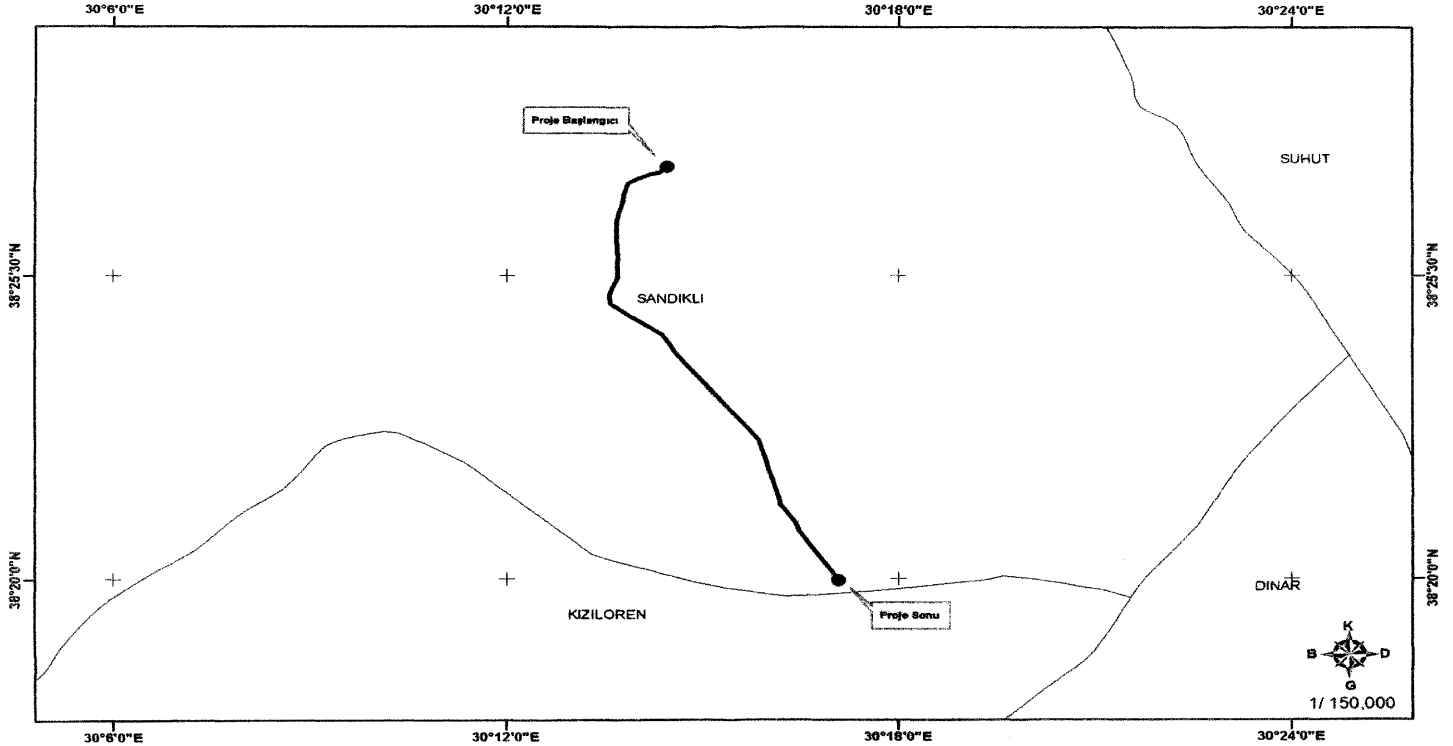 30°6'0"E
30°12'0"E
30°18'0"E
30°24'0"E
Proje Başlangıcı
SUHUT
38°25'30"N
38°25'30"N
SANDIKLI
38°20'0"N
38°20'0"N
DINAR
KIZILOREN
Proje Sonu
K
B
D
G
1/ 150,000
30°6'0"E
30°12'0"E
30°18'0"E
30°24'0"E